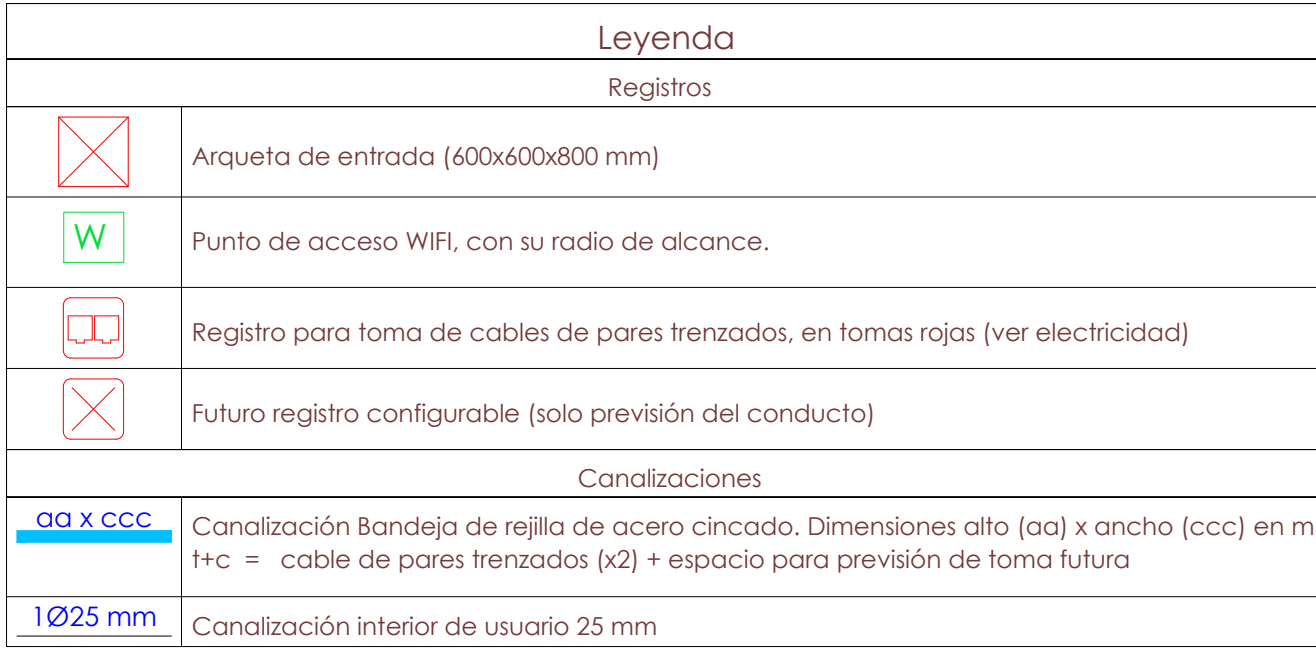 Leyenda
Registros
Arqueta de entrada (600x600x800 mm)
W
Punto de acceso WIFI, con su radio de alcance.
Registro para toma de cables de pares trenzados, en tomas rojas (ver electricidad)
Futuro registro configurable (solo previsión del conducto)
Canalizaciones
aa x ccc
Canalización Bandeja de rejilla de acero cincado. Dimensiones alto (aa) x ancho (ccc) en m
t+c = cable de pares trenzados (x2) + espacio para previsión de toma futura
1Ø25 mm
Canalización interior de usuario 25 mm